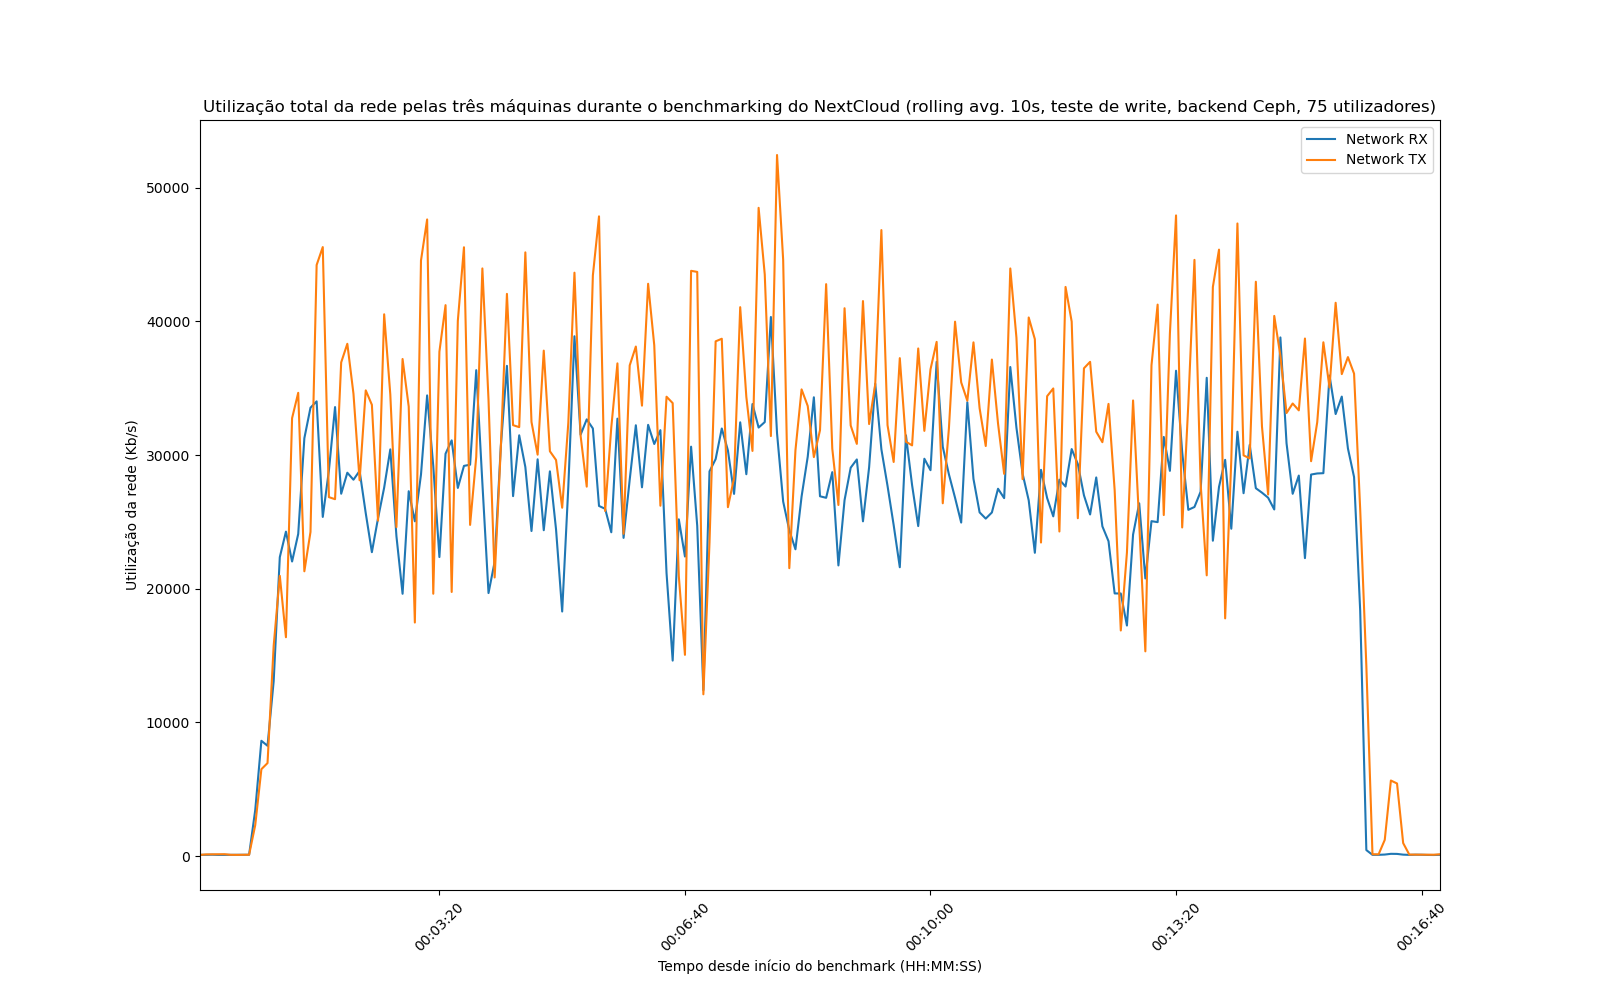 Utilização total da rede pelas três máquinas durante o benchmarking do NextCloud (rolling avg. 10s, teste de write, backend Ceph, 75 utilizadores)
Network RX
Network TX
50000
40000
30000
20000
10000
0
Utilização da rede (Kb/s)
00:03:20
00:06:40
00:10:00
00:13:20
00:16:40
Tempo desde início do benchmark (HH:MM:SS)